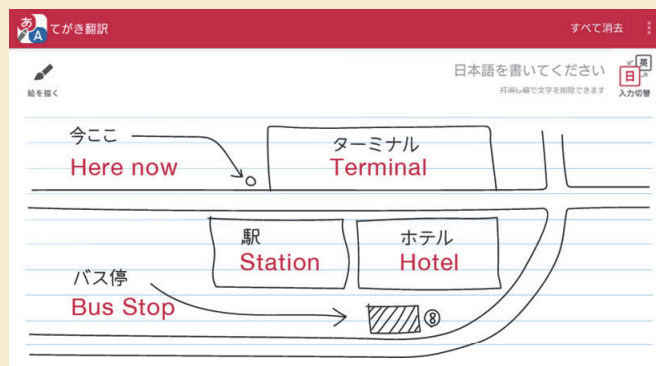 あ
A
てがき翻訳
すべて消去
絵を描く
日本語を書いてください
打消し線で文字を削除できます
英
日
入力切替
今ここ
Here now
ターミナル
Terminal
駅
Station
ホテル
Hotel
バス停
Bus Stop
⑧